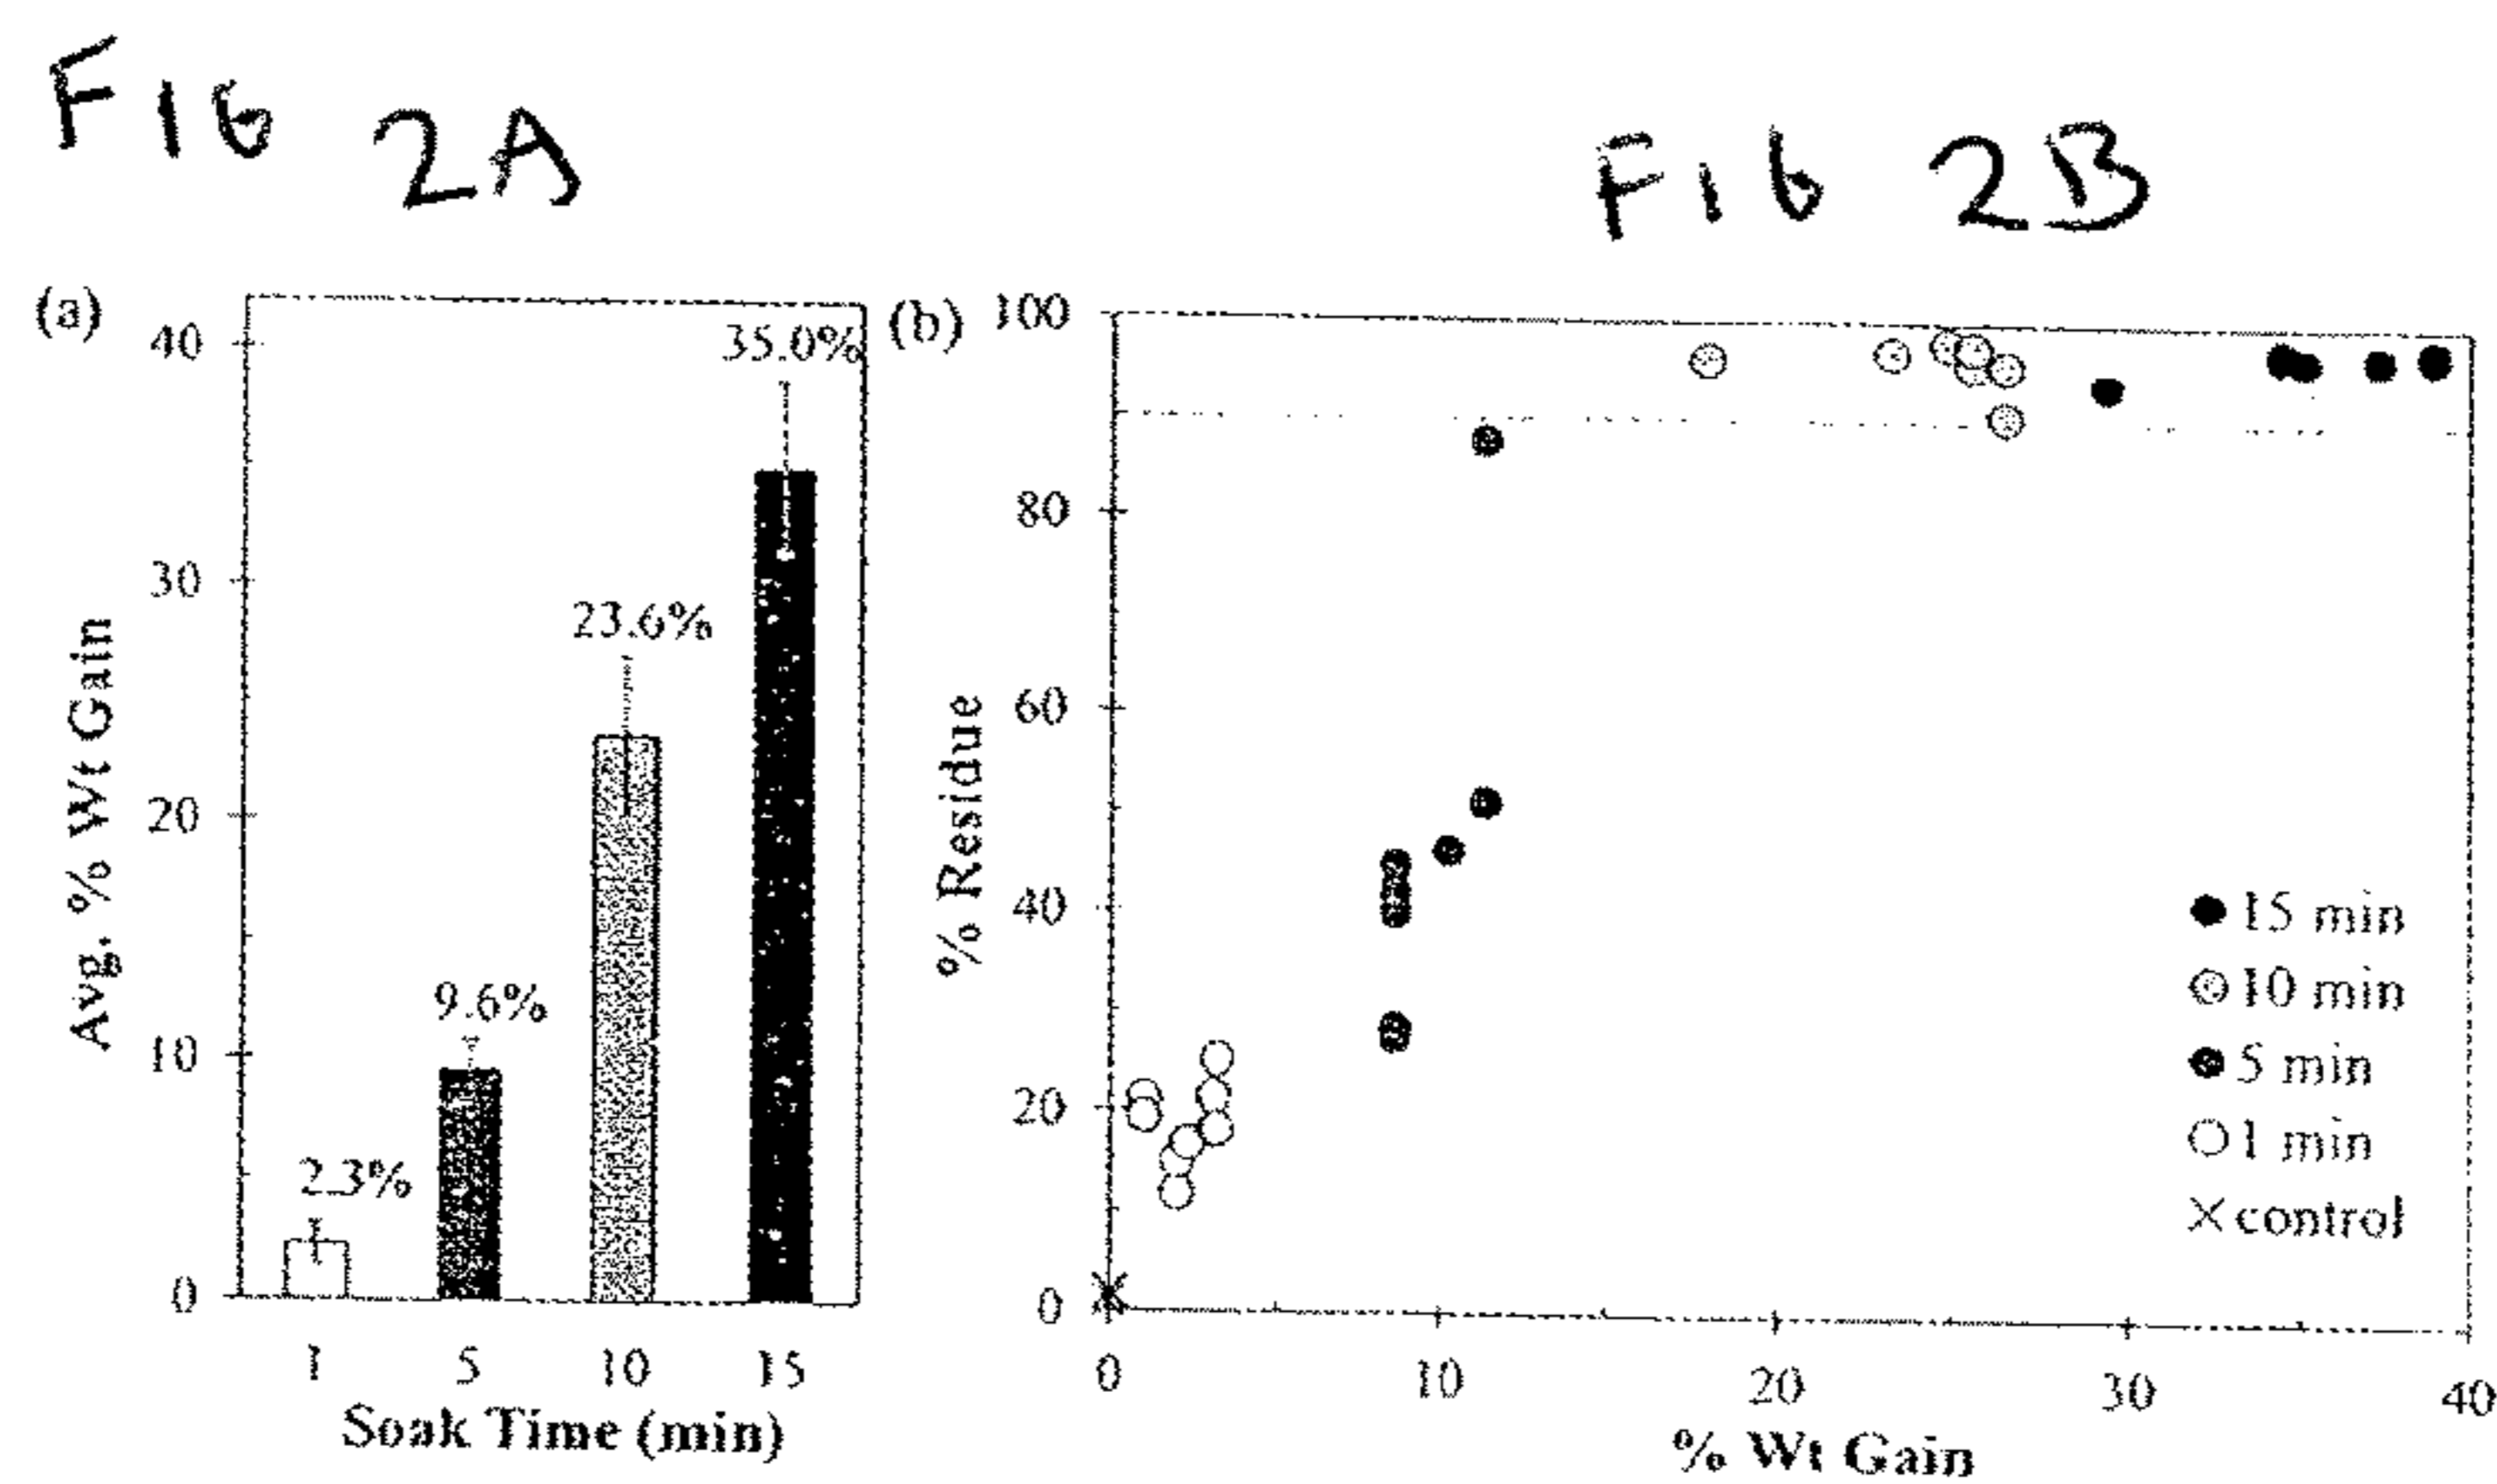 FIG 2A
FIG 2B
(a)
40
30
20
10
0
Avg. % Wt Gain
2.3%
9.6%
23.6%
35.0%
1 5 10 15
Soak Time (min)
(b)
100
80
60
40
20
0
% Residue
15 min
10 min
5 min
1 min
control
0 10 20 30 40
% Wt Gain